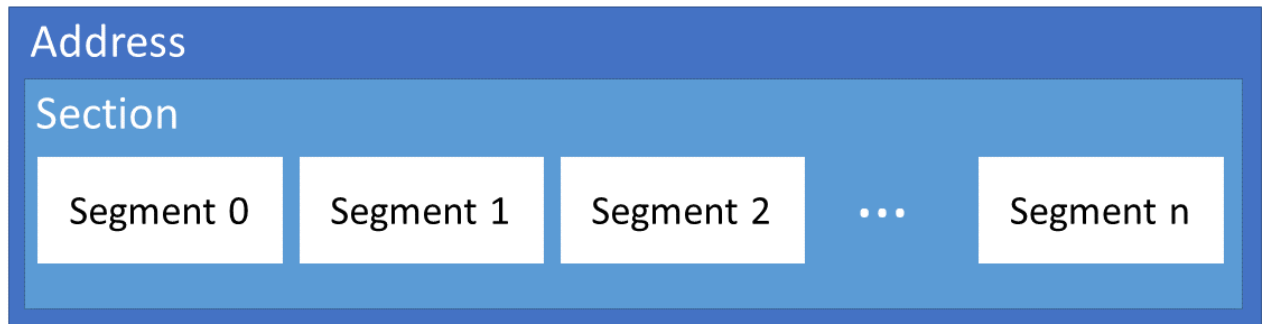 Address
Section
Segment 0 Segment 1 Segment 2 ... Segment n